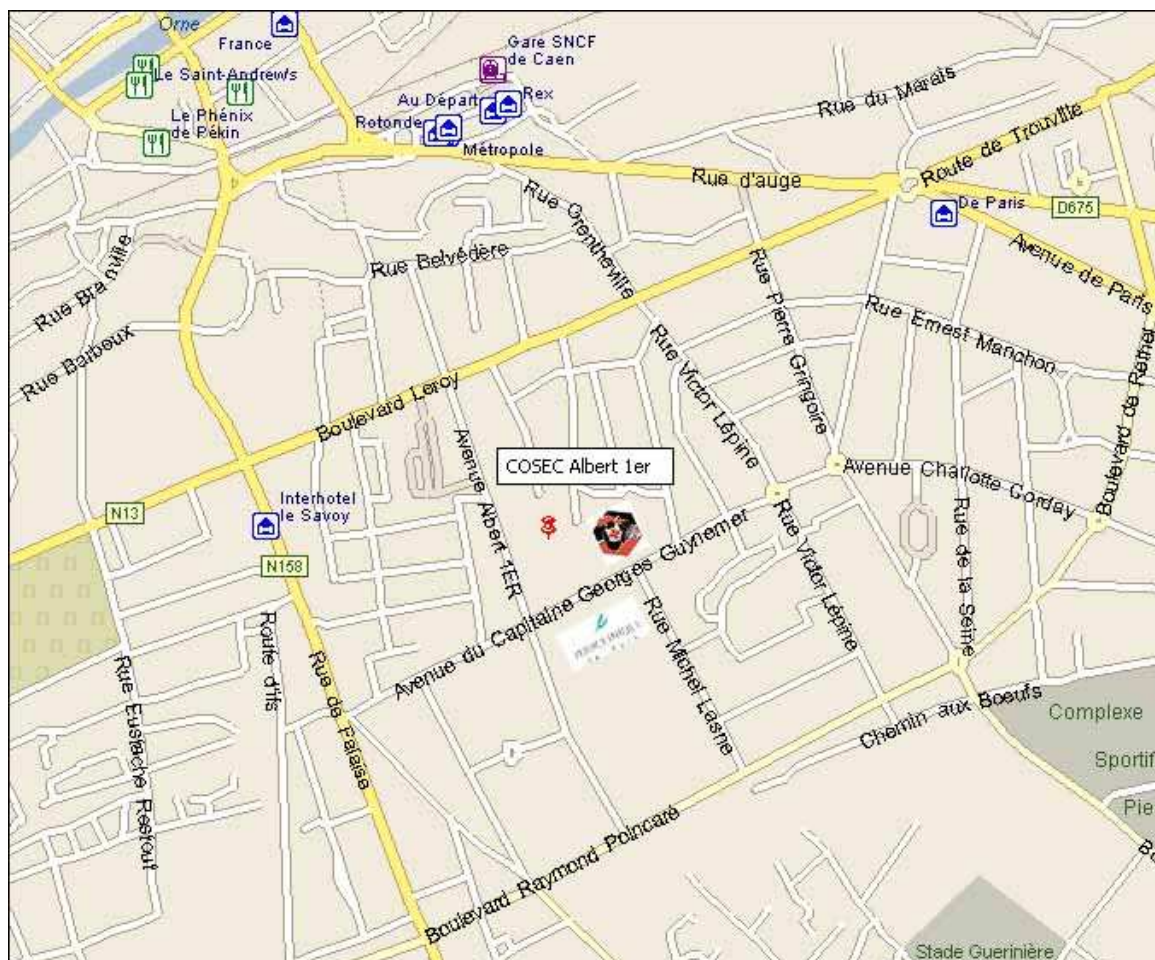 Orne
France
Gare SNCF
de Caen
Le Saint-Andrew's
Au Départ
Rex
Rue du Marais
Le Phénix
de Pékin
Rotonde
Métropole
Route de Trouville
Rue d'auge
De Paris
D675
Rue Grentheville
Avenue de Paris
Rue Branville
Rue Belvédère
Rue Pierre Gringoire
Rue Ernest Manchon
Rue Barboux
Rue Victor Lépine
Boulevard de Rethel
Boulevard Leroy
Avenue Albert 1ER
COSEC Albert 1er
Avenue Charlotte Corday
Interhotel
le Savoy
N13
N158
Avenue du Capitaine Georges Guynemer
Rue Victor Lépine
Rue de la Seine
Route d'Ifs
Rue de Falaise
Rue Michel Lasne
Rue Eustache Restout
Chemin aux Boeufs
Complexe
Sportif
Pie
Boulevard Raymond Poincaré
Bo
Stade Guerinière